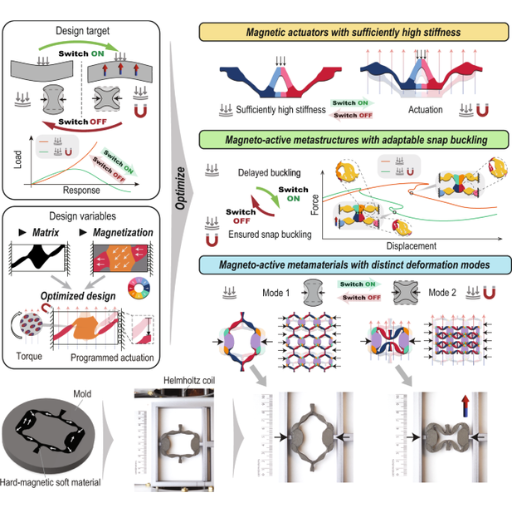 Design target
Switch ON
Switch OFF
Load
Switch ON
Switch OFF
Response
Design variables
Matrix
Magnetization
Optimized design
Torque
Programmed actuation
Optimize
Magnetic actuators with sufficiently high stiffness
Sufficiently high stiffness
Switch ON
Switch OFF
Actuation
Magneto-active metastructures with adaptable snap buckling
Delayed buckling
Switch ON
Switch OFF
Ensured snap buckling
Force
Displacement
Magneto-active metamaterials with distinct deformation modes
Mode 1
Switch ON
Switch OFF
Mode 2
Mold
Hard-magnetic soft material
Helmholtz coil